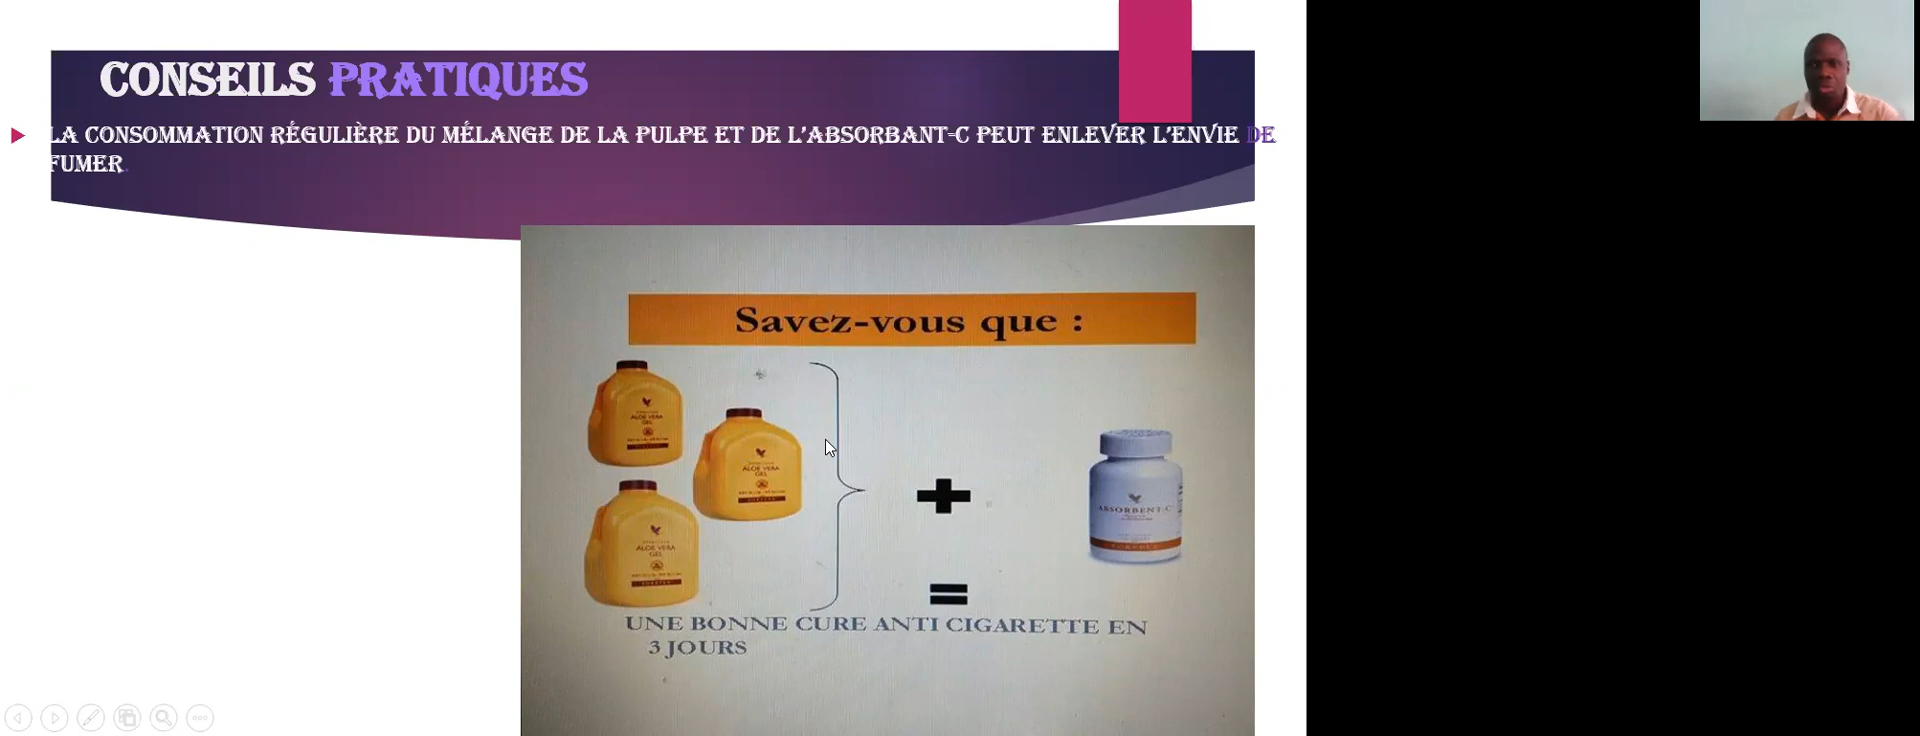 CONSEILS PRATIQUES
LA CONSOMMATION RÉGULIÈRE DU MÉLANGE DE LA PULPE ET DE L'ABSORBANT-C PEUT ENLEVER L'ENVIE DE
FUMER.
Savez-vous que :
ALOE VERA
GEL
ALOE VERA
GEL
ALOE VERA
GEL
ABSORBENT-C
UNE BONNE CURE ANTI CIGARETTE EN
3 JOURS